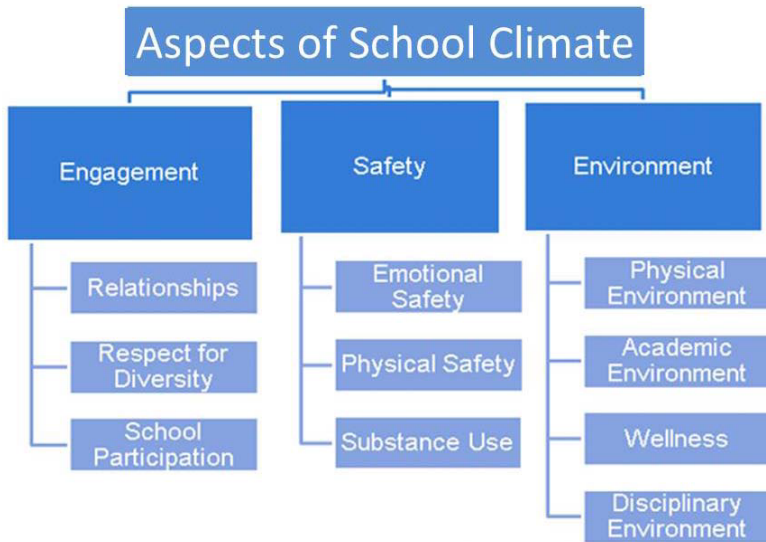 Aspects of School Climate
Engagement
Relationships
Respect for
Diversity
School
Participation
Safety
Emotional
Safety
Physical Safety
Substance Use
Environment
Physical
Environment
Academic
Environment
Wellness
Disciplinary
Environment